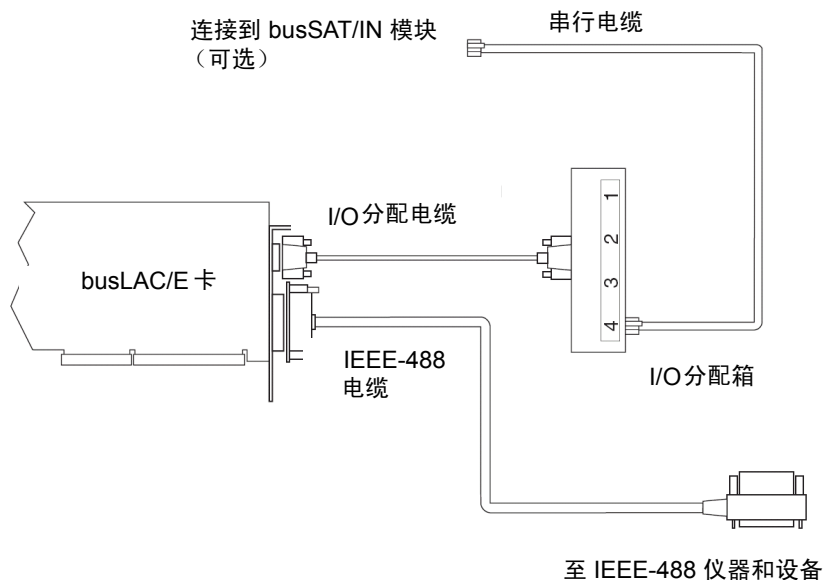 连接到 busSAT/IN 模块
（可选）
串行电缆
I/O分配电缆
1
2
3
4
busLAC/E 卡
IEEE-488
电缆
I/O分配箱
至 IEEE-488 仪器和设备